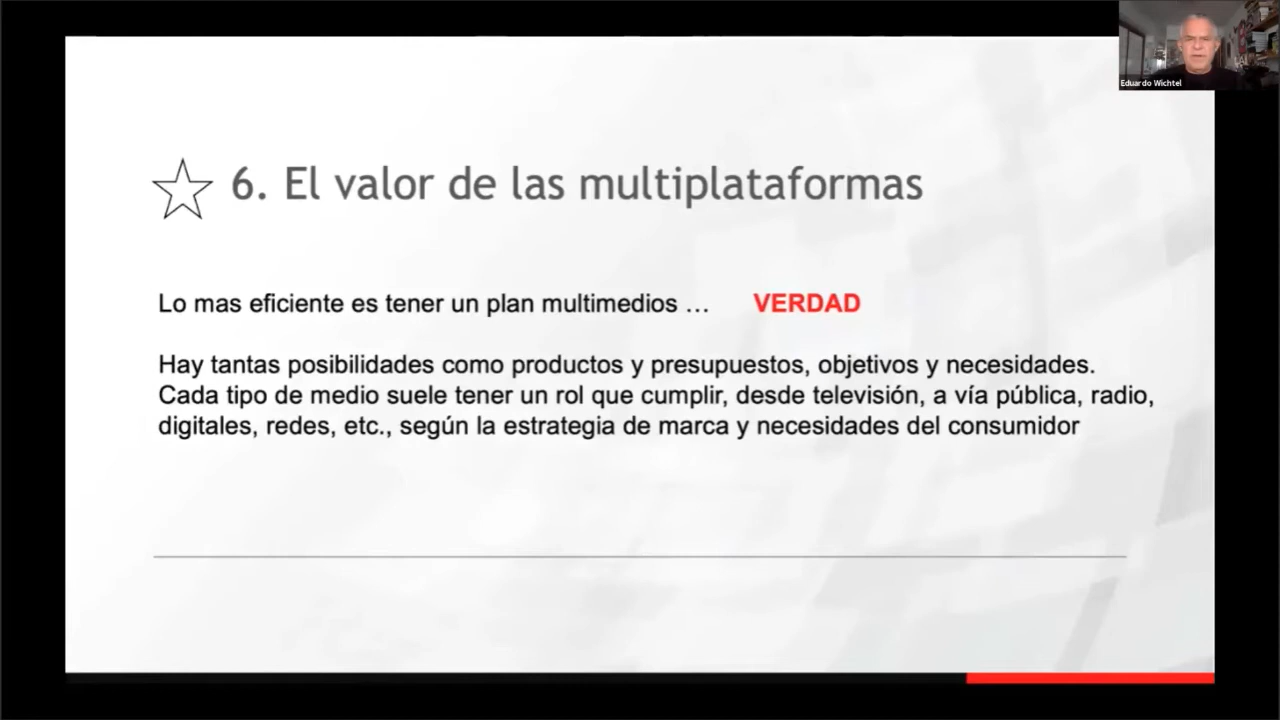 Eduardo Wichtel
6. El valor de las multiplataformas
Lo mas eficiente es tener un plan multimedios … VERDAD
Hay tantas posibilidades como productos y presupuestos, objetivos y necesidades.
Cada tipo de medio suele tener un rol que cumplir, desde televisión, a vía pública, radio,
digitales, redes, etc., según la estrategia de marca y necesidades del consumidor